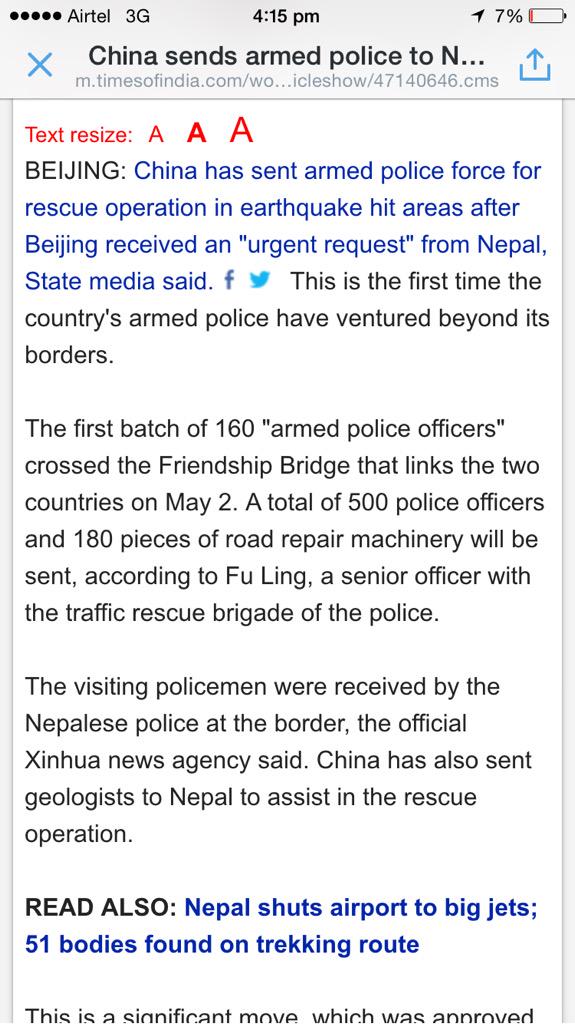 Airtel 3G 4:15 pm 7%
China sends armed police to N...
m.timesofindia.com/wo...icleshow/47140646.cms
Text resize: A A A
BEIJING: China has sent armed police force for
rescue operation in earthquake hit areas after
Beijing received an "urgent request" from Nepal,
State media said. f This is the first time the
country's armed police have ventured beyond its
borders.
The first batch of 160 "armed police officers"
crossed the Friendship Bridge that links the two
countries on May 2. A total of 500 police officers
and 180 pieces of road repair machinery will be
sent, according to Fu Ling, a senior officer with
the traffic rescue brigade of the police.
The visiting policemen were received by the
Nepalese police at the border, the official
Xinhua news agency said. China has also sent
geologists to Nepal to assist in the rescue
operation.
READ ALSO: Nepal shuts airport to big jets;
51 bodies found on trekking route
This is a significant move, which was approved